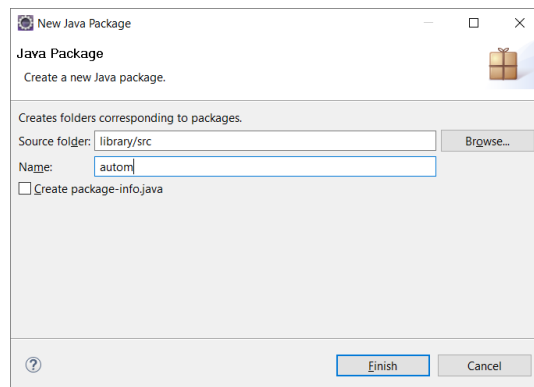 New Java Package
Java Package
Create a new Java package.
Creates folders corresponding to packages.
Source folder: library/src Browse...
Name: autom
Create package-info.java
? Finish Cancel